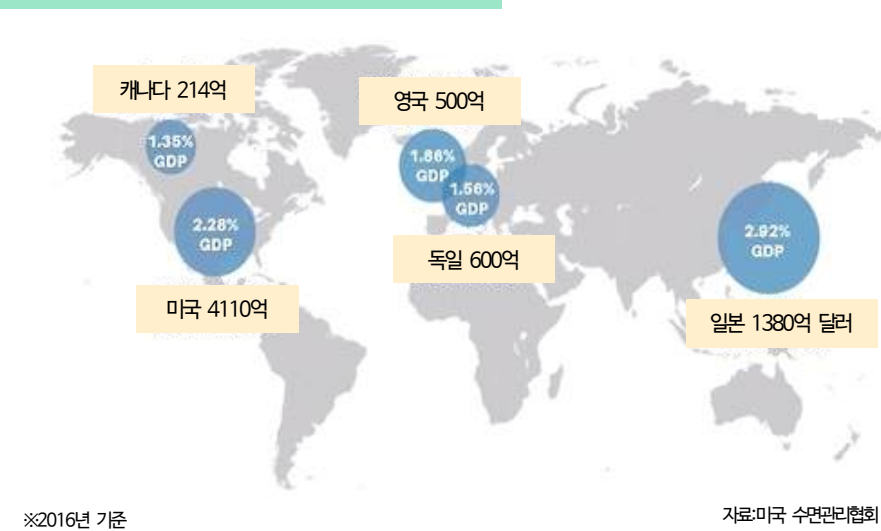 캐나다 214억
영국 500억
1.35%
GDP
1.86%
GDP
1.56%
GDP
2.28%
GDP
2.92%
GDP
독일 600억
미국 4110억
일본 1380억 달러
※2016년 기준
자료:미국 수면관리협회